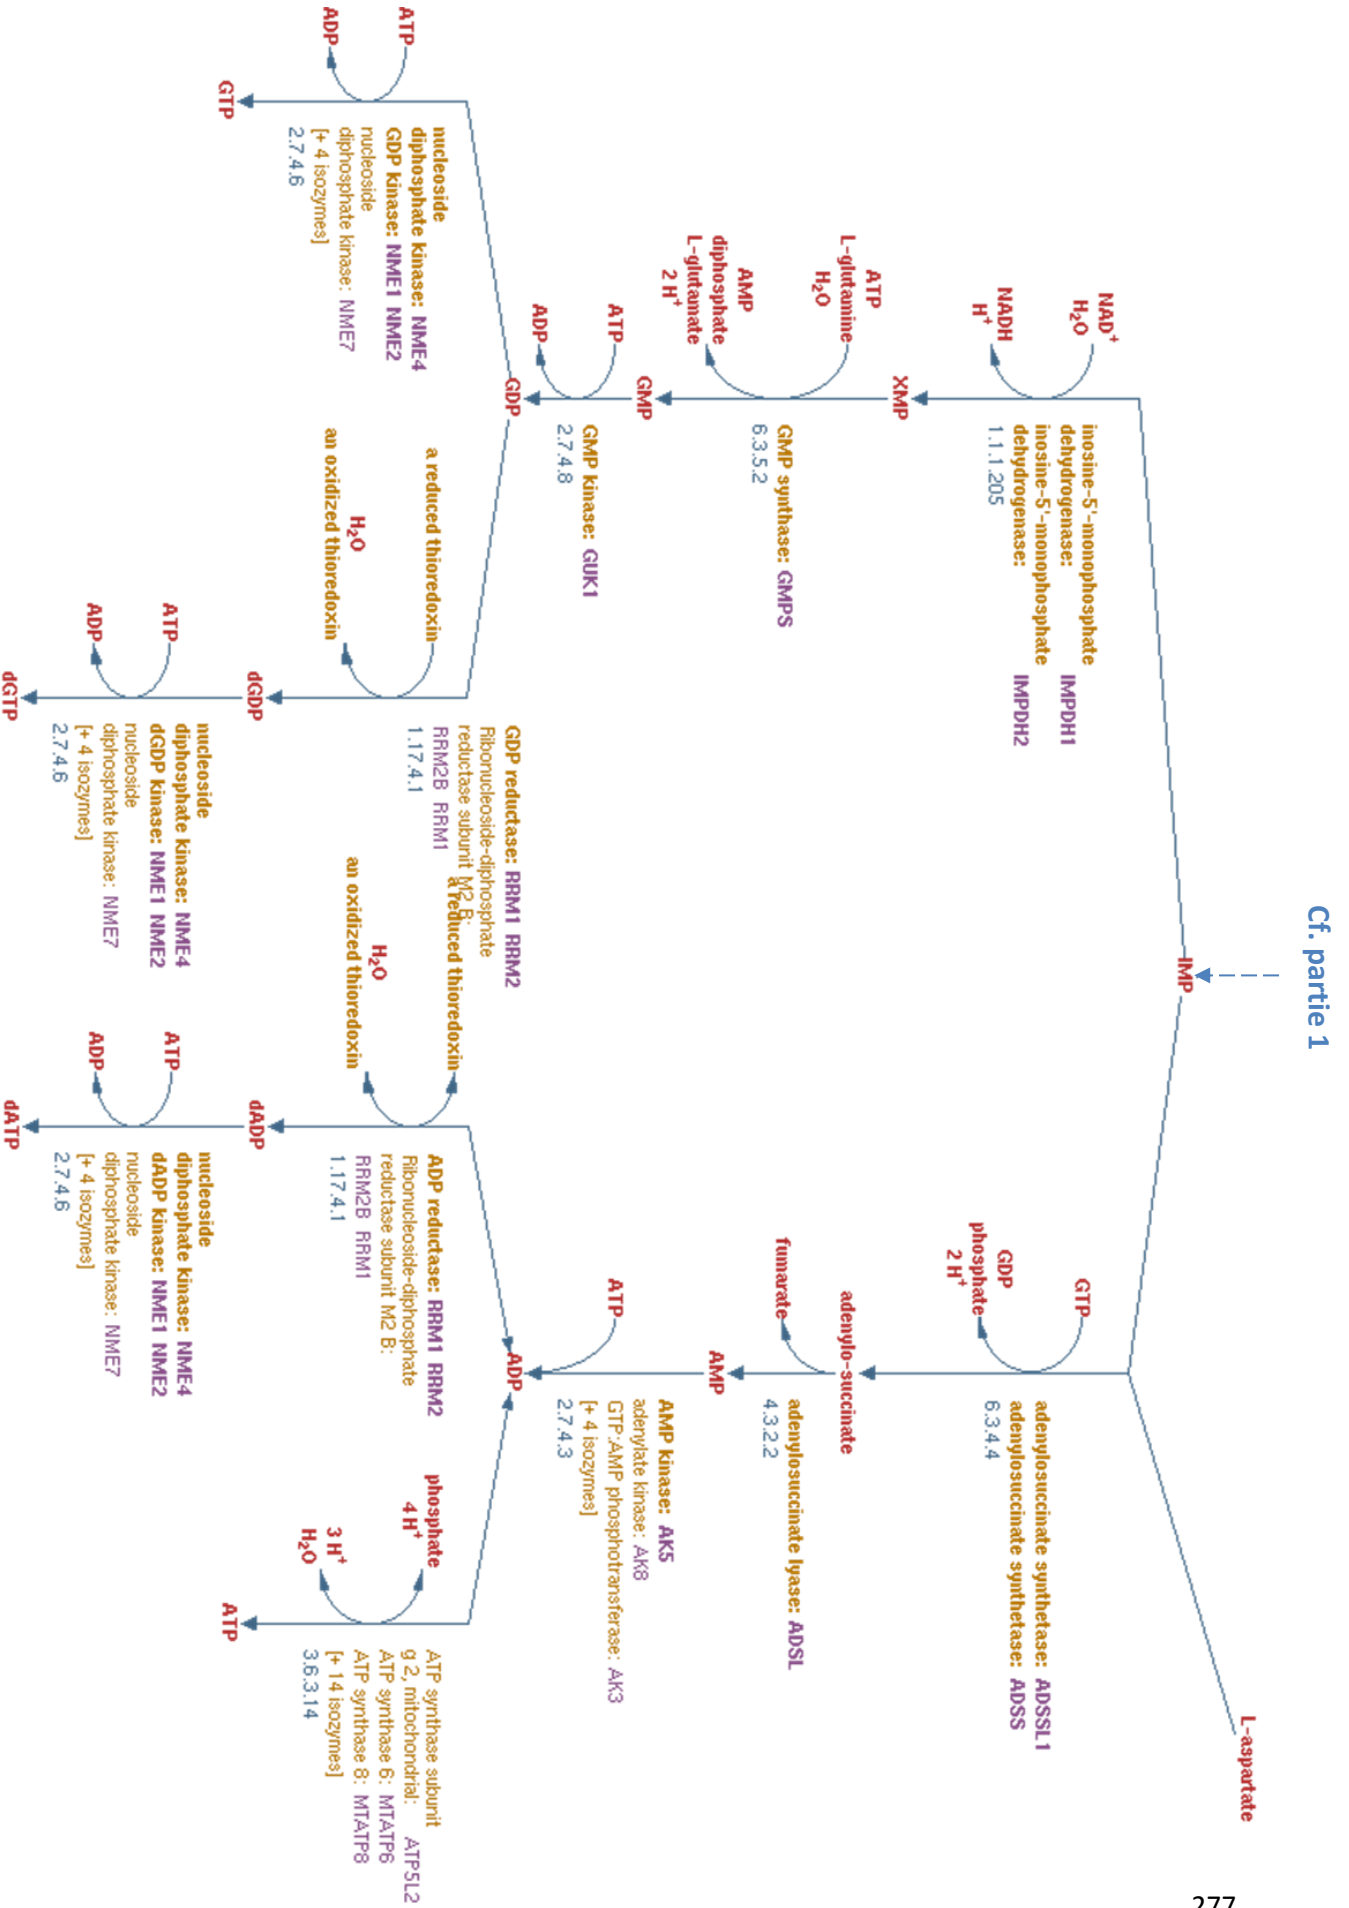 Cf. partie 1
IMP
L-aspartate
NAD+
H2O
NADH
H+
inosine-5'-monophosphate
dehydrogenase: IMPDH1
inosine-5'-monophosphate
dehydrogenase: IMPDH2
1.1.1.205
XMP
ATP
L-glutamine
H2O
AMP
diphosphate
L-glutamate
2 H+
GMP synthase: GMPS
6.3.5.2
GMP
ATP
ADP
GMP kinase: GUK1
2.7.4.8
GDP
ATP
ADP
nucleoside
diphosphate kinase: NME4
GDP kinase: NME1 NME2
nucleoside
diphosphate kinase: NME7
[+ 4 isozymes]
2.7.4.6
GTP
a reduced thioredoxin
H2O
an oxidized thioredoxin
GDP reductase: RRM1 RRM2
Ribonucleoside-diphosphate
reductase subunit M2 B:
RRM2B RRM1
1.17.4.1
dGDP
ATP
ADP
nucleoside
diphosphate kinase: NME4
dGDP kinase: NME1 NME2
nucleoside
diphosphate kinase: NME7
[+ 4 isozymes]
2.7.4.6
dGTP
GTP
GDP
phosphate
2 H+
adenylosuccinate synthetase: ADSSL1
adenylosuccinate synthetase: ADSS
6.3.4.4
adenylo-succinate
fumarate
adenylosuccinate lyase: ADSL
4.3.2.2
AMP
ATP
AMP kinase: AK5
adenylate kinase: AK8
GTP:AMP phosphotransferase: AK3
[+ 4 isozymes]
2.7.4.3
ADP
a reduced thioredoxin
H2O
an oxidized thioredoxin
ADP reductase: RRM1 RRM2
Ribonucleoside-diphosphate
reductase subunit M2 B:
RRM2B RRM1
1.17.4.1
dADP
ATP
ADP
nucleoside
diphosphate kinase: NME4
dADP kinase: NME1 NME2
nucleoside
diphosphate kinase: NME7
[+ 4 isozymes]
2.7.4.6
dATP
phosphate
4 H+
3 H+
H2O
ATP synthase subunit
g 2, mitochondrial: ATP5L2
ATP synthase 6: MTATP6
ATP synthase 8: MTATP8
[+ 14 isozymes]
3.6.3.14
ATP
277